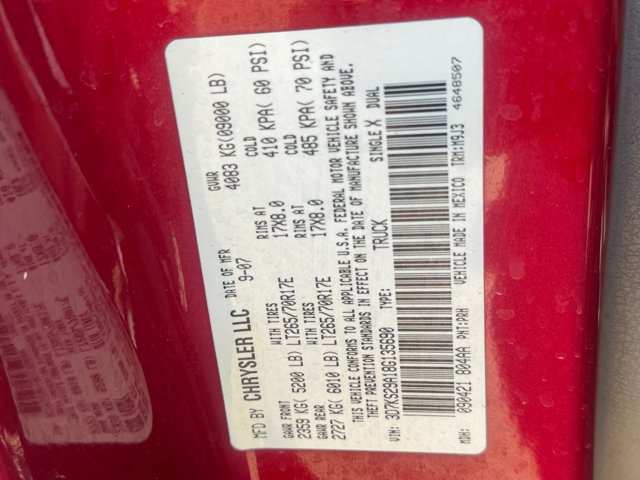 MFD BY CHRYSLER LLC DATE OF MFR 9-07 GVWR 4083 KG(09000 LB)
GAWR FRONT WITH TIRES RIMS AT COLD
2359 KG( 5200 LB) LT265/70R17E 17X8.0 410 KPA( 60 PSI)
GAWR REAR WITH TIRES RIMS AT COLD
2727 KG( 6010 LB) LT265/70R17E 17X8.0 485 KPA( 70 PSI)
THIS VEHICLE CONFORMS TO ALL APPLICABLE U.S.A. FEDERAL MOTOR VEHICLE SAFETY AND
THEFT PREVENTION STANDARDS IN EFFECT ON THE DATE OF MANUFACTURE SHOWN ABOVE.
VIN: 3D7KS29A18G135690 TYPE: TRUCK SINGLE X DUAL
MDH: 090421 804AA PNT:PRH VEHICLE MADE IN MEXICO TRM:M9J3 4648507